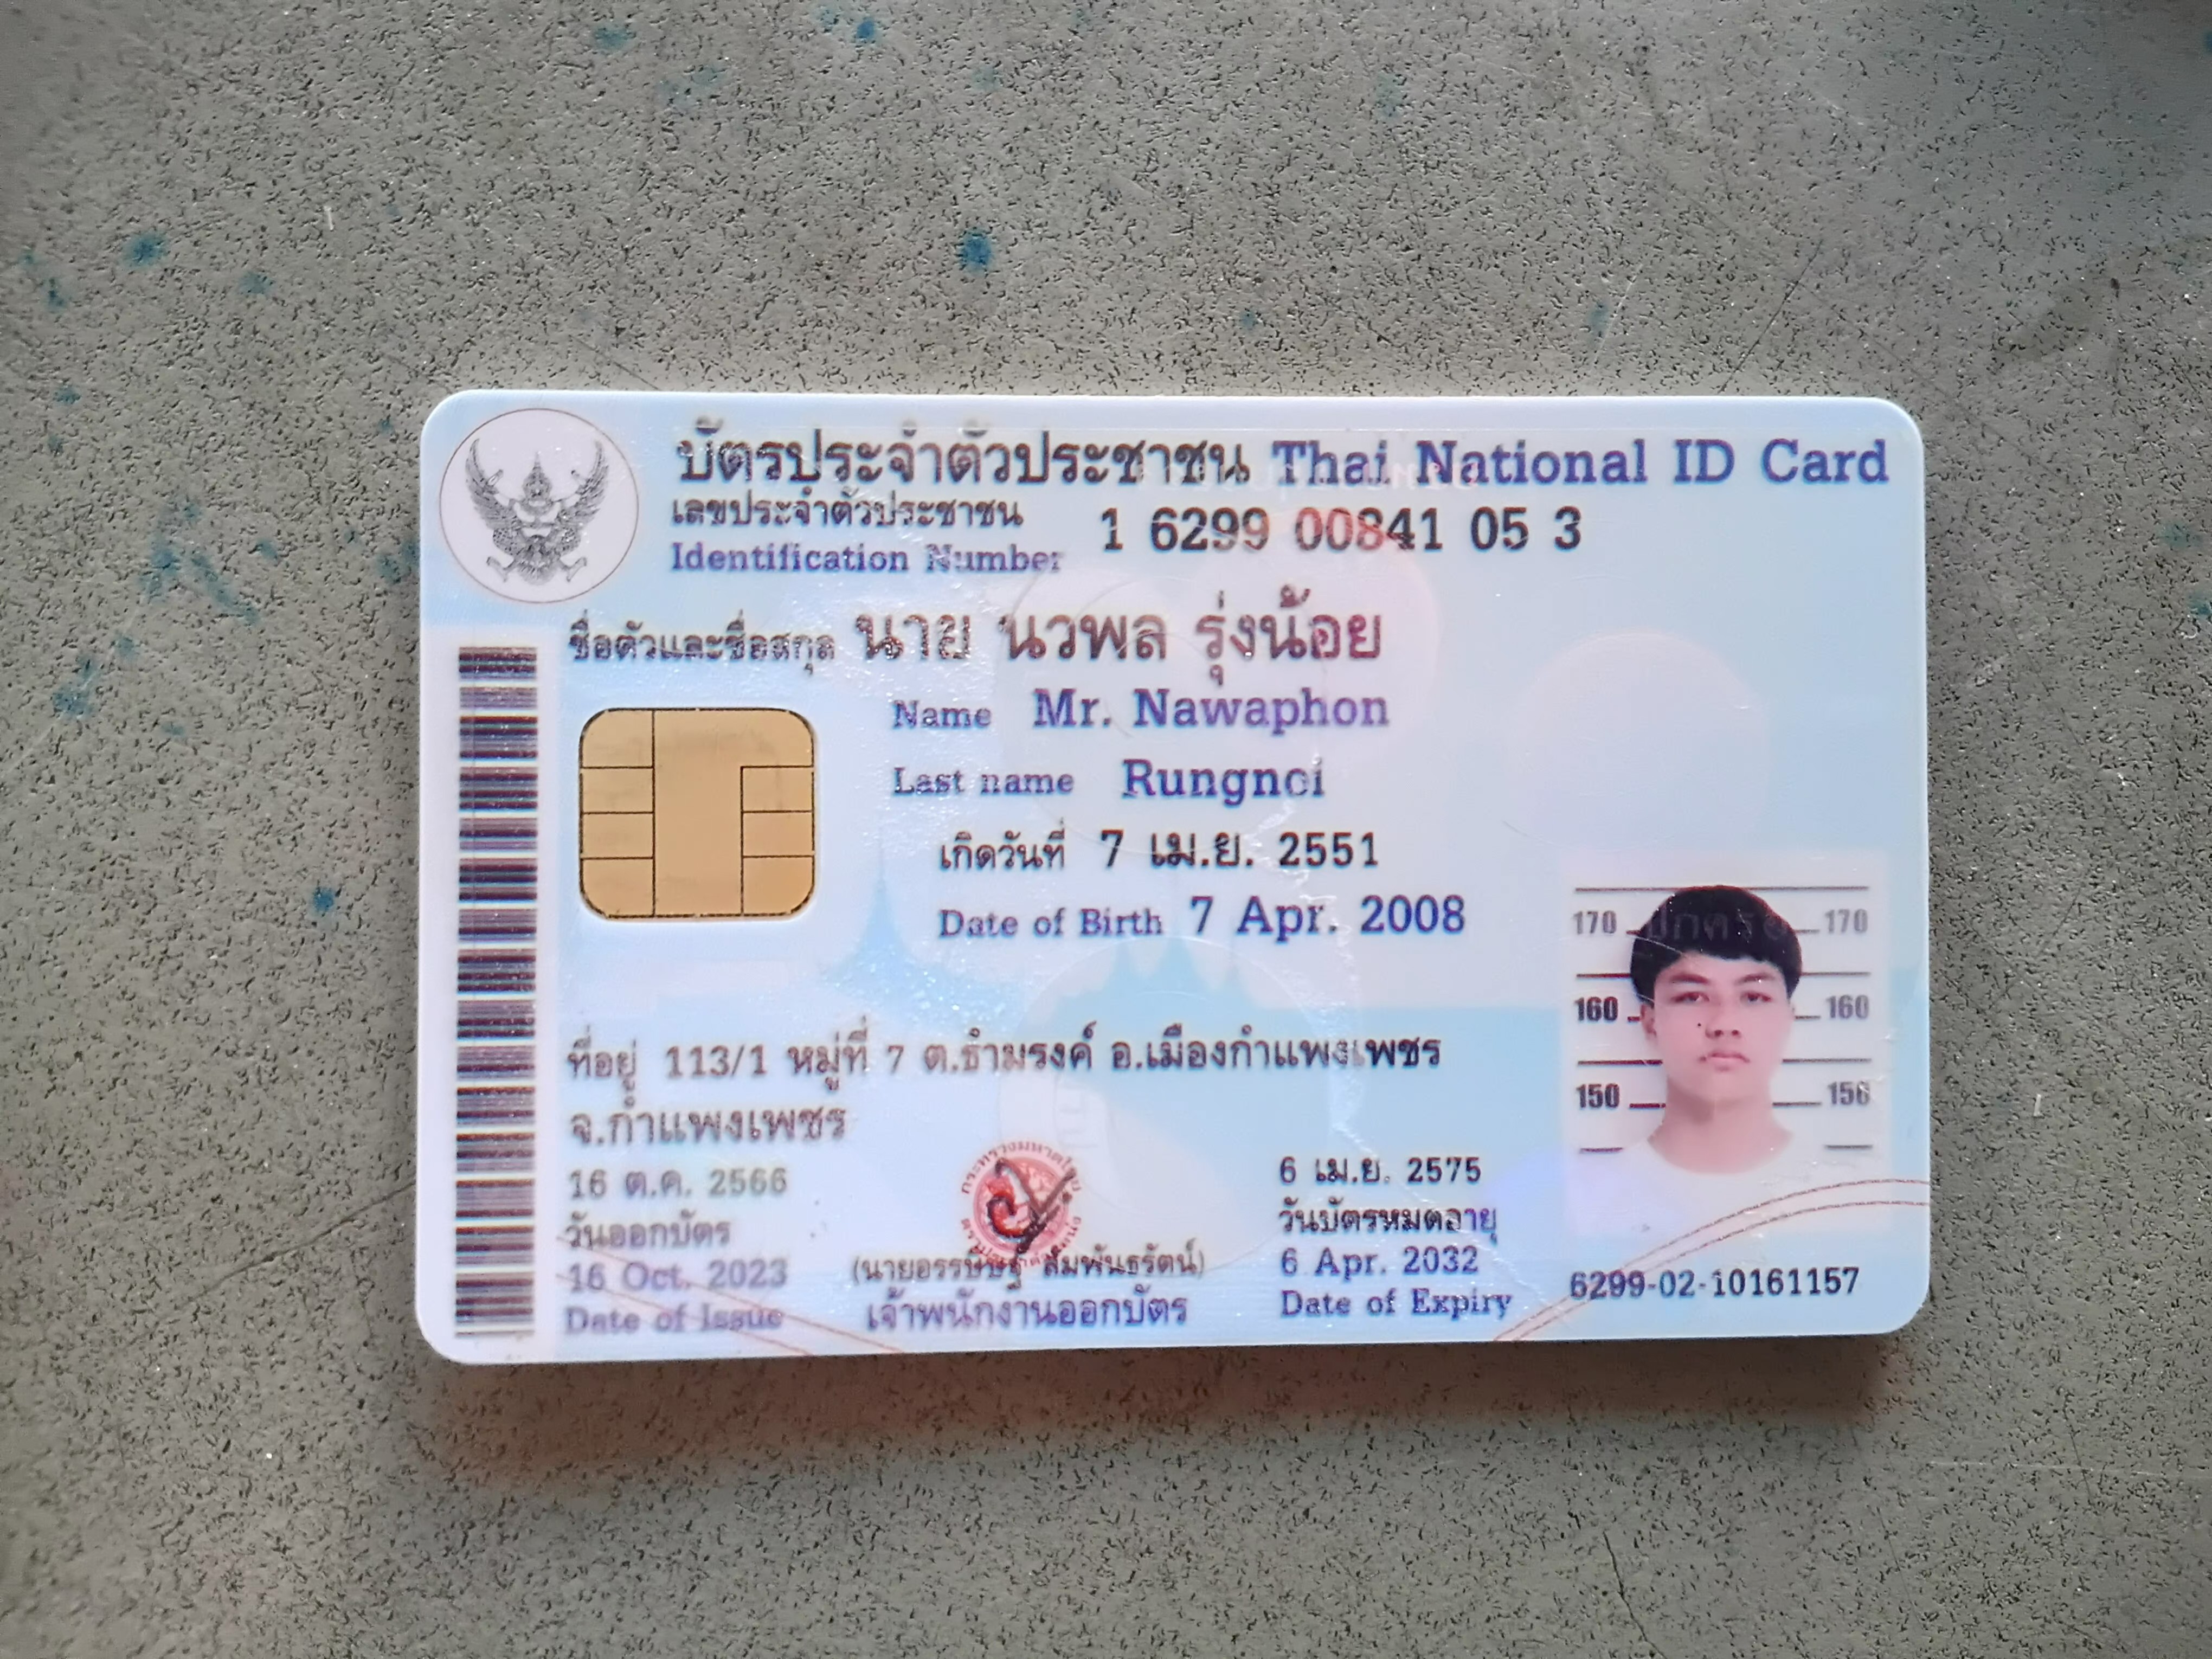 บัตรประจำตัวประชาชน Thai National ID Card
เลขประจำตัวประชาชน
Identification Number
1 6299 00841 05 3
ชื่อตัวและชื่อสกุล นาย นวพล รุ่งน้อย
Name Mr. Nawaphon
Last name Rungnoi
เกิดวันที่ 7 เม.ย. 2551
Date of Birth 7 Apr. 2008
ที่อยู่ 113/1 หมู่ที่ 7 ต.ธำมรงค์ อ.เมืองกำแพงเพชร
จ.กำแพงเพชร
16 ต.ค. 2566
วันออกบัตร
16 Oct. 2023
Date of Issue
สัมพันธรัตน์)
เจ้าพนักงานออกบัตร
6 เม.ย. 2575
วันบัตรหมดอายุ
6 Apr. 2032
Date of Expiry
170 170
160 160
150
6299-02-10161157